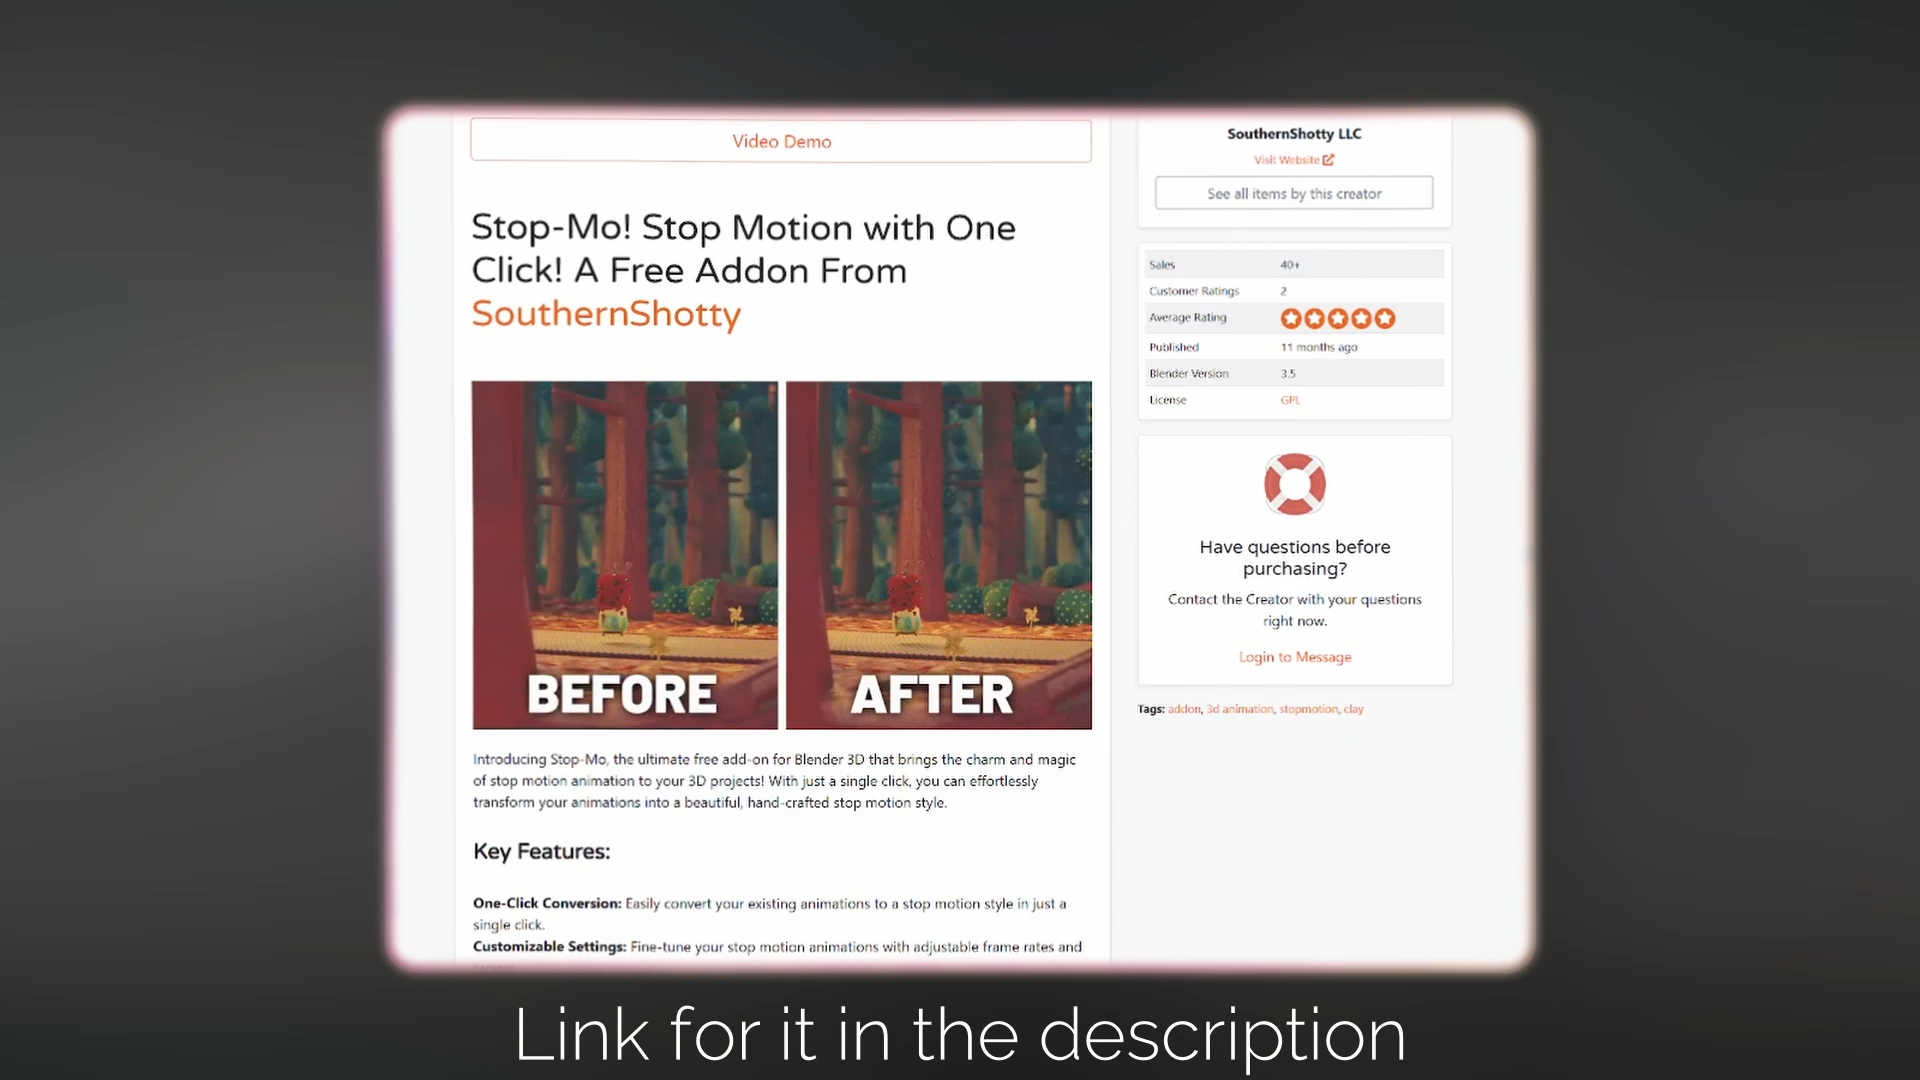 Video Demo
Stop-Mo! Stop Motion with One
Click! A Free Addon From
SouthernShotty
BEFORE
AFTER
Introducing Stop-Mo, the ultimate free add-on for Blender 3D that brings the charm and magic
of stop motion animation to your 3D projects! With just a single click, you can effortlessly
transform your animations into a beautiful, hand-crafted stop motion style.
Key Features:
One-Click Conversion: Easily convert your existing animations to a stop motion style in just a
single click.
Customizable Settings: Fine-tune your stop motion animations with adjustable frame rates and
SouthernShotty LLC
Visit Website
See all items by this creator
Sales 40+
Customer Ratings 2
Average Rating
Published 11 months ago
Blender Version 3.5
License GPL
Have questions before
purchasing?
Contact the Creator with your questions
right now.
Login to Message
Tags: addon, 3d animation, stopmotion, clay
Link for it in the description